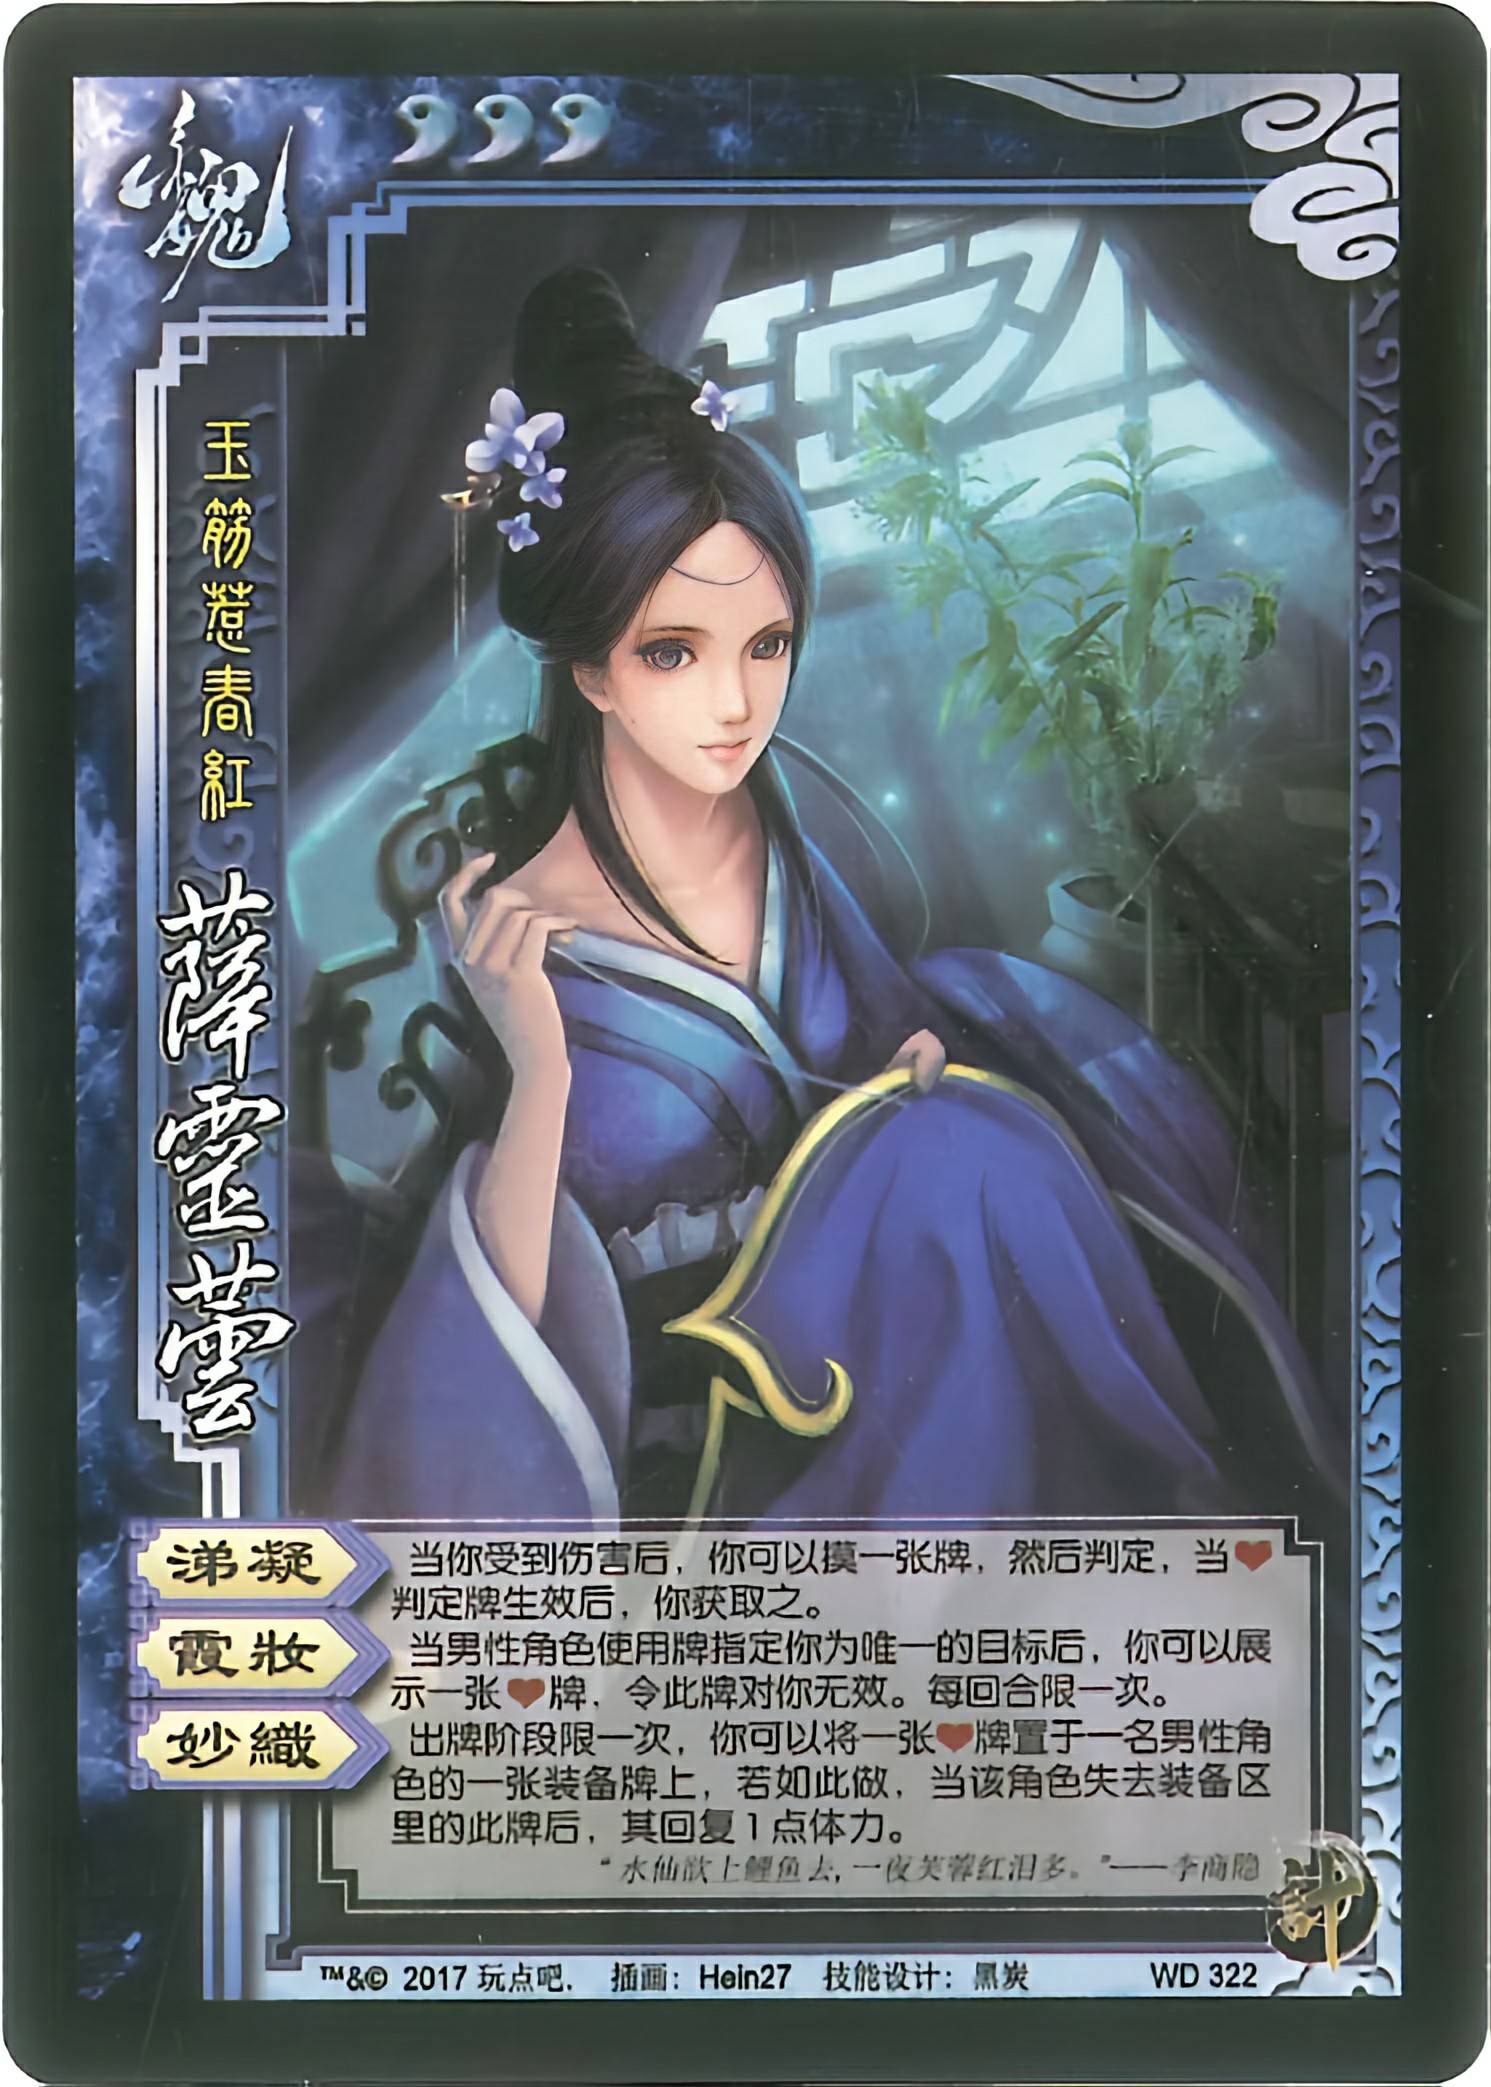 魏
玉筋惹春紅
薛靈蕓
涕凝
当你受到伤害后，你可以摸一张牌，然后判定，当♥
判定牌生效后，你获取之。
霞妝
当男性角色使用牌指定你为唯一的目标后，你可以展
示一张♥牌，令此牌对你无效。每回合限一次。
妙織
出牌阶段限一次，你可以将一张♥牌置于一名男性角
色的一张装备牌上，若如此做，当该角色失去装备区
里的此牌后，其回复1点体力。
“水仙欲上鲤鱼去，一夜芙蓉红泪多。”——李商隐
計
™&© 2017 玩点吧． 插画：Hein27 技能设计：黑炭 WD 322